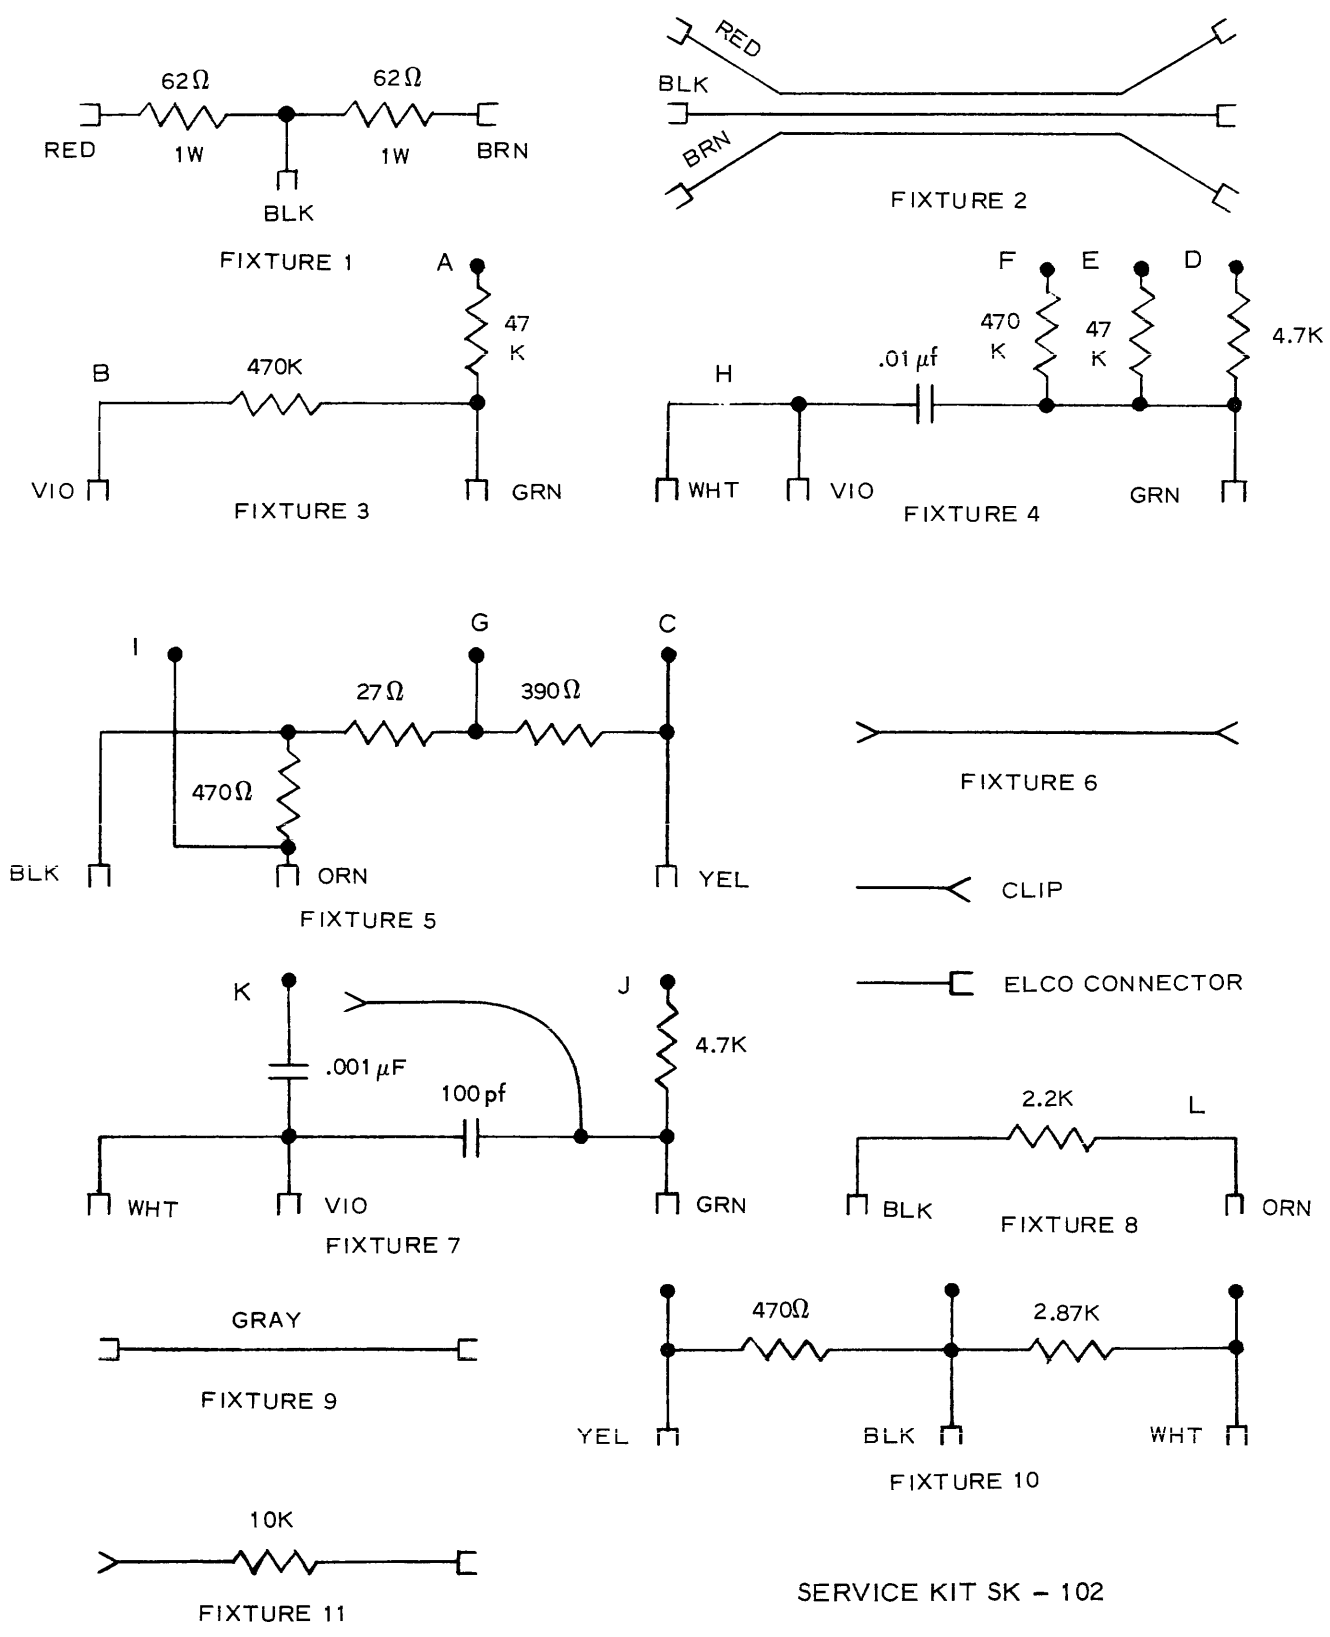 62Ω
62Ω
RED
1W
1W
BRN
BLK
FIXTURE 1
RED
BLK
BRN
FIXTURE 2
A
47
K
B
470K
VIO
GRN
FIXTURE 3
F
E
D
470
K
47
K
4.7K
.01 µf
H
WHT
VIO
GRN
FIXTURE 4
I
G
C
27Ω
390Ω
470Ω
BLK
ORN
YEL
FIXTURE 5
FIXTURE 6
CLIP
ELCO CONNECTOR
K
J
.001 µF
4.7K
100 pf
WHT
VIO
GRN
FIXTURE 7
2.2K
L
BLK
ORN
FIXTURE 8
GRAY
FIXTURE 9
470Ω
2.87K
YEL
BLK
WHT
FIXTURE 10
10K
FIXTURE 11
SERVICE KIT SK - 102